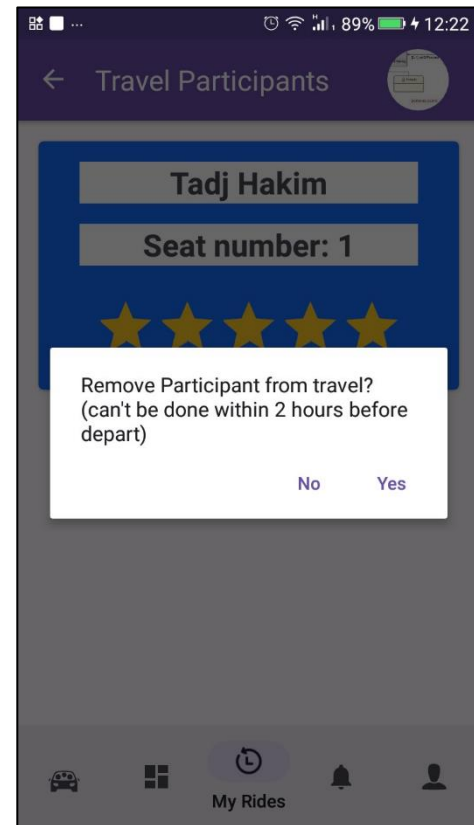 89% 12:22
Travel Participants
Tadj Hakim
Seat number: 1
Remove Participant from travel?
(can't be done within 2 hours before
depart)
No Yes
My Rides